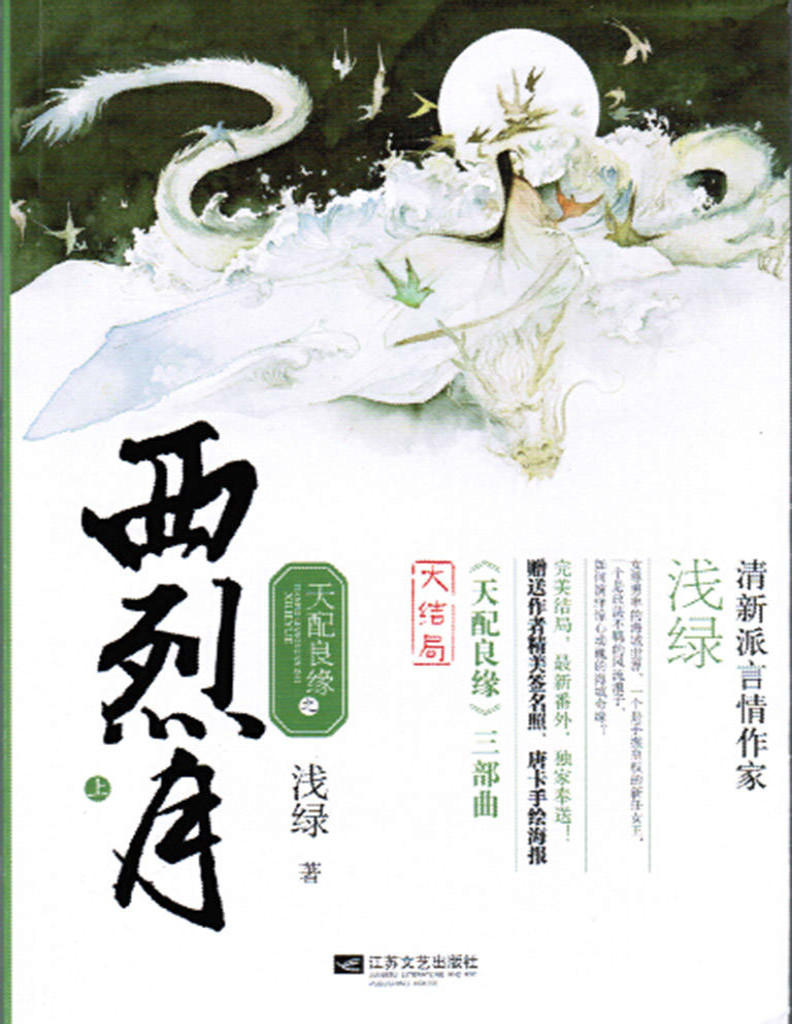 清新派言情作家
浅绿
完美结局，最新番外，独家奉送！
赠送作者精美签名照、唐卡手绘海报
《天配良缘》三部曲
大结局
天配良缘之
XILIEYUE
西烈月
上
浅绿 著
江苏文艺出版社